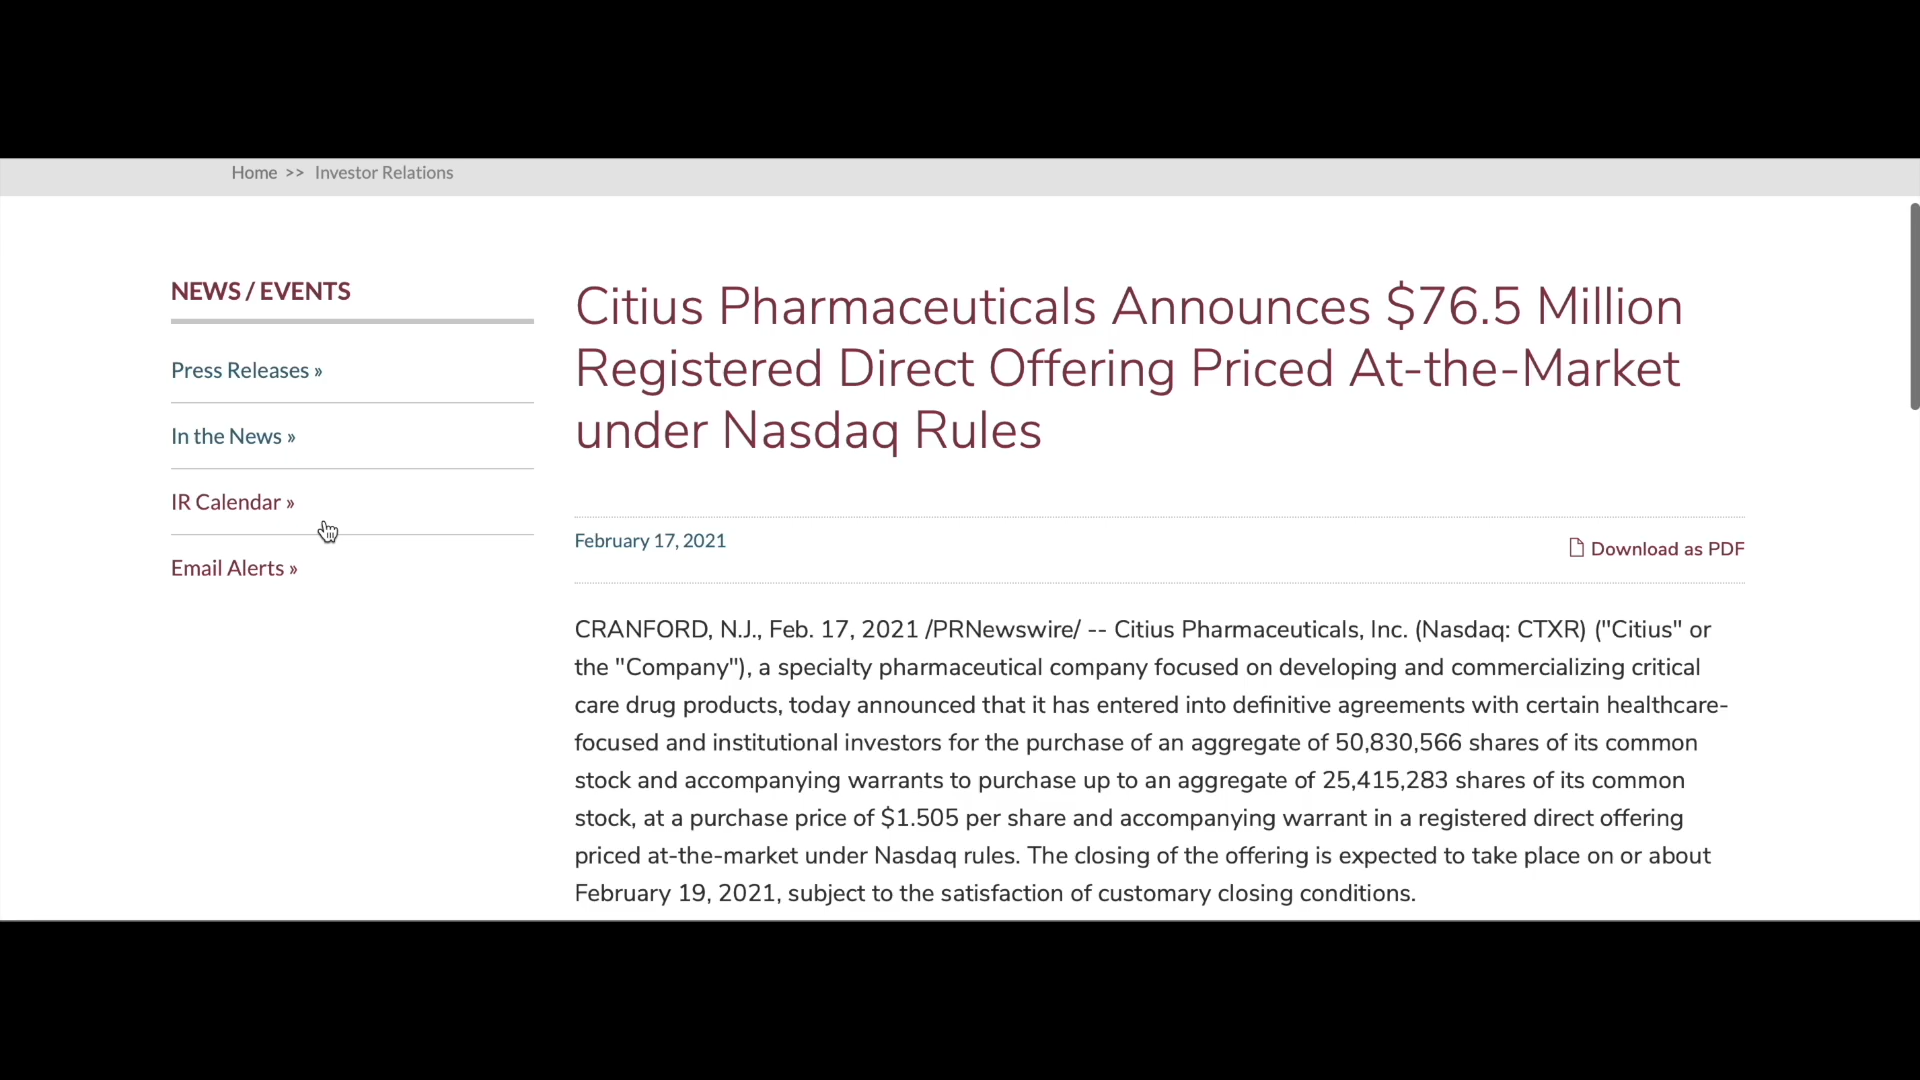 Home >> Investor Relations
NEWS / EVENTS
Press Releases »
In the News »
IR Calendar »
Email Alerts »
Citius Pharmaceuticals Announces $76.5 Million
Registered Direct Offering Priced At-the-Market
under Nasdaq Rules
February 17, 2021
Download as PDF
CRANFORD, N.J., Feb. 17, 2021 /PRNewswire/ -- Citius Pharmaceuticals, Inc. (Nasdaq: CTXR) ("Citius" or
the "Company"), a specialty pharmaceutical company focused on developing and commercializing critical
care drug products, today announced that it has entered into definitive agreements with certain healthcare-
focused and institutional investors for the purchase of an aggregate of 50,830,566 shares of its common
stock and accompanying warrants to purchase up to an aggregate of 25,415,283 shares of its common
stock, at a purchase price of $1.505 per share and accompanying warrant in a registered direct offering
priced at-the-market under Nasdaq rules. The closing of the offering is expected to take place on or about
February 19, 2021, subject to the satisfaction of customary closing conditions.